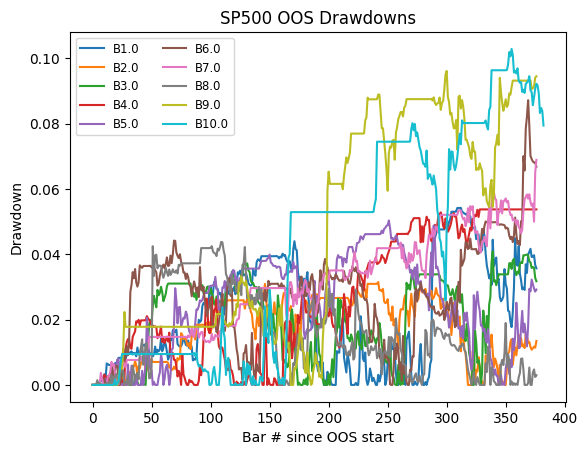 SP500 OOS Drawdowns
B1.0 B6.0
B2.0 B7.0
B3.0 B8.0
B4.0 B9.0
B5.0 B10.0
0.10
0.08
0.06
0.04
0.02
0.00
Drawdown
0 50 100 150 200 250 300 350 400
Bar # since OOS start